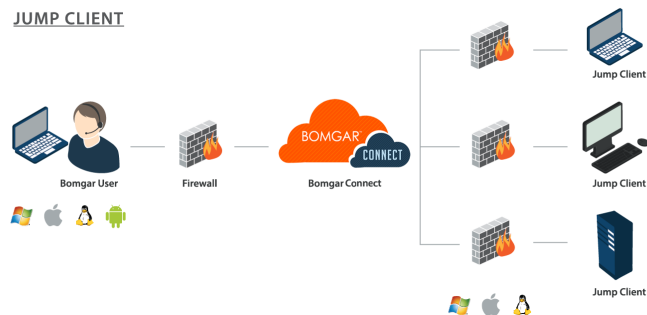 JUMP CLIENT
Jump Client
BOMGAR
CONNECT
Bomgar User
Firewall
Bomgar Connect
Jump Client
Jump Client